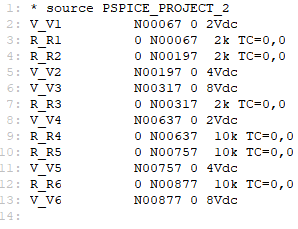 1: * source PSPICE_PROJECT_2
2: V_V1         N00067 0 2Vdc
3: R_R1         0 N00067  2k TC=0,0
4: R_R2         0 N00197  2k TC=0,0
5: V_V2         N00197 0 4Vdc
6: V_V3         N00317 0 8Vdc
7: R_R3         0 N00317  2k TC=0,0
8: V_V4         N00637 0 2Vdc
9: R_R4         0 N00637  10k TC=0,0
10: R_R5         0 N00757  10k TC=0,0
11: V_V5         N00757 0 4Vdc
12: R_R6         0 N00877  10k TC=0,0
13: V_V6         N00877 0 8Vdc
14: